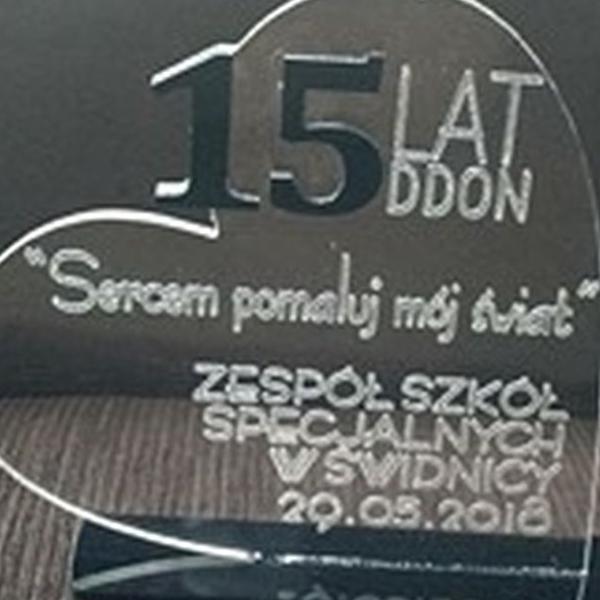 15 LAT
DDON
"Sercem pomaluj mój świat"
ZESPÓŁ SZKÓŁ
SPECJALNYCH
W ŚWIDNICY
29.05.2018